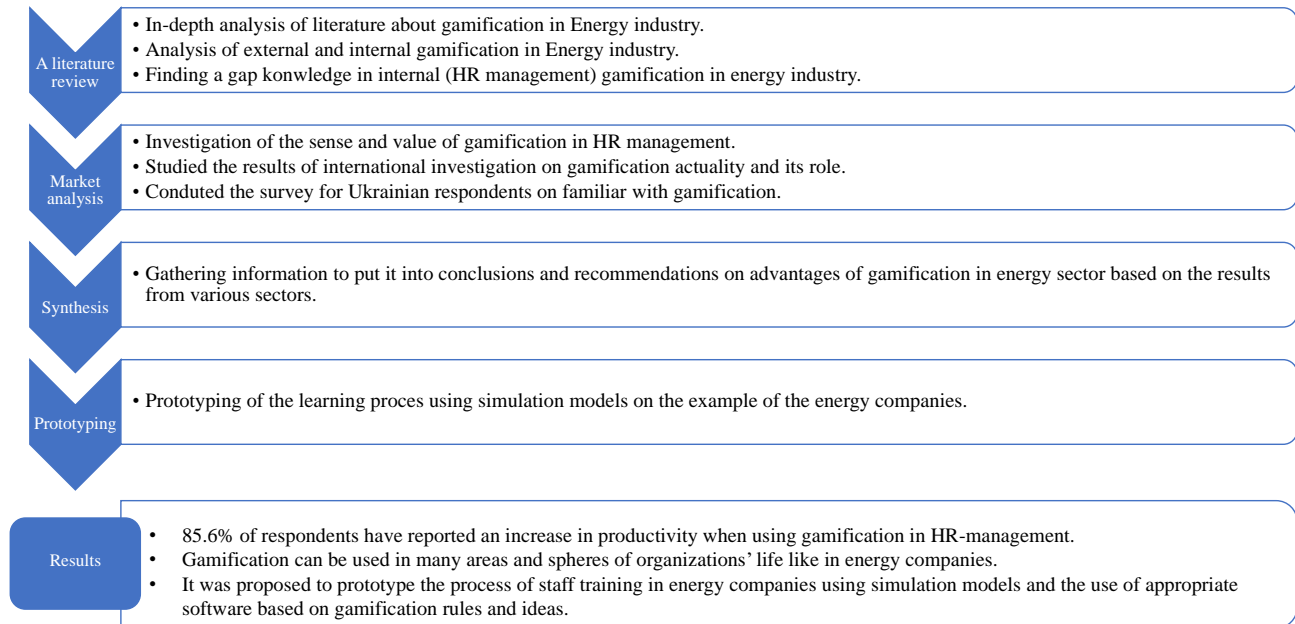 A literature
review
• In-depth analysis of literature about gamification in Energy industry.
• Analysis of external and internal gamification in Energy industry.
• Finding a gap konwledge in internal (HR management) gamification in energy industry.
Market
analysis
• Investigation of the sense and value of gamification in HR management.
• Studied the results of international investigation on gamification actuality and its role.
• Conduted the survey for Ukrainian respondents on familiar with gamification.
Synthesis
• Gathering information to put it into conclusions and recommendations on advantages of gamification in energy sector based on the results
from various sectors.
Prototyping
• Prototyping of the learning proces using simulation models on the example of the energy companies.
Results
• 85.6% of respondents have reported an increase in productivity when using gamification in HR-management.
• Gamification can be used in many areas and spheres of organizations’ life like in energy companies.
• It was proposed to prototype the process of staff training in energy companies using simulation models and the use of appropriate
software based on gamification rules and ideas.